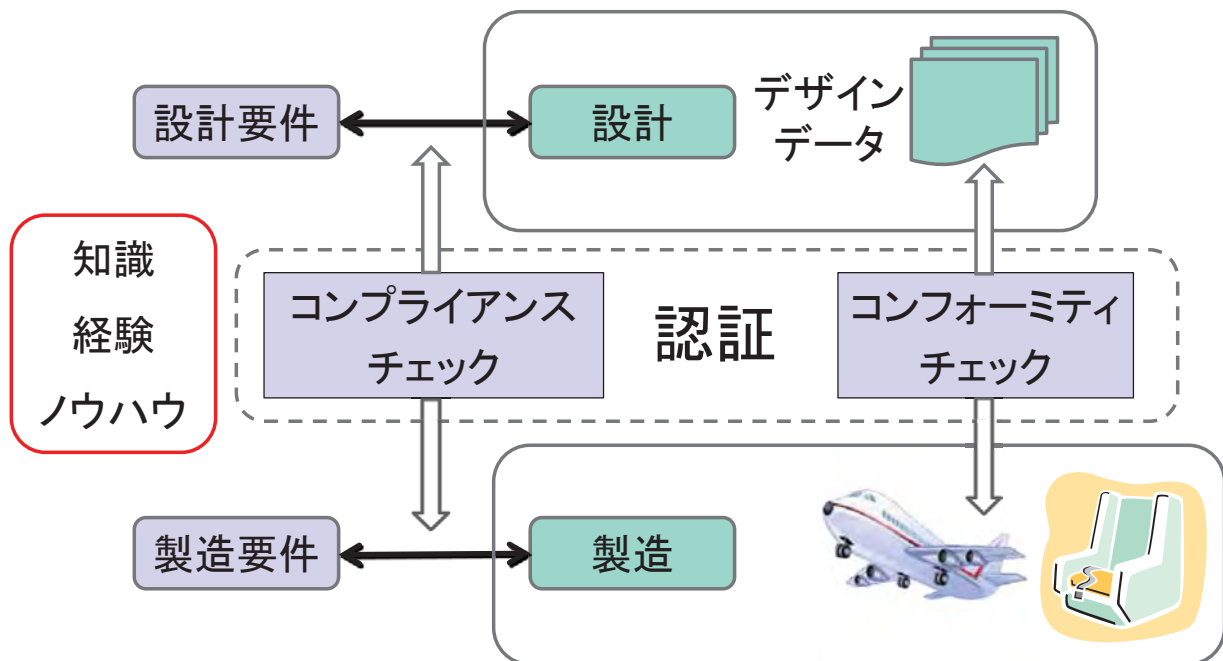 設計要件
設計
デザイン
データ
知識
経験
ノウハウ
コンプライアンス
チェック
認証
コンフォーミティ
チェック
製造要件
製造